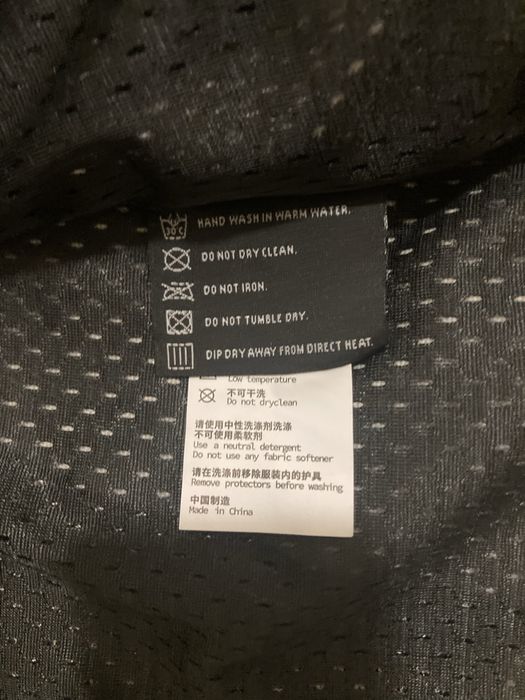 30°C HAND WASH IN WARM WATER.
DO NOT DRY CLEAN.
DO NOT IRON.
DO NOT TUMBLE DRY.
DIP DRY AWAY FROM DIRECT HEAT.
Low temperature
不可干洗
Do not dryclean
请使用中性洗涤剂洗涤
不可使用柔软剂
Use a neutral detergent
Do not use any fabric softener
请在洗涤前移除服装内的护具
Remove protectors before washing
中国制造
Made in China